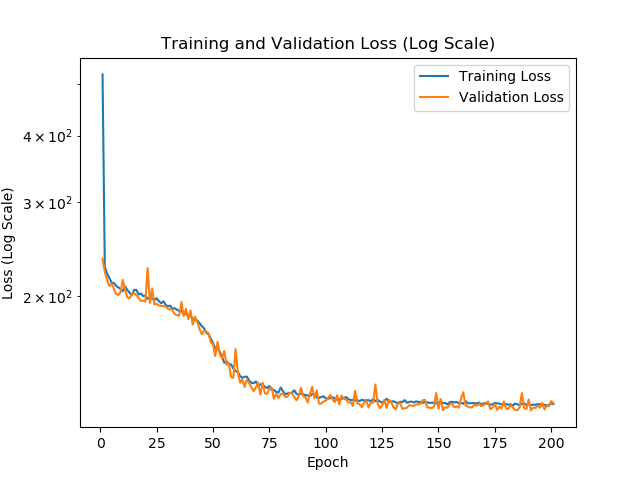 Training and Validation Loss (Log Scale)
Training Loss
Validation Loss
Loss (Log Scale)
4 × 10²
3 × 10²
2 × 10²
0 25 50 75 100 125 150 175 200
Epoch